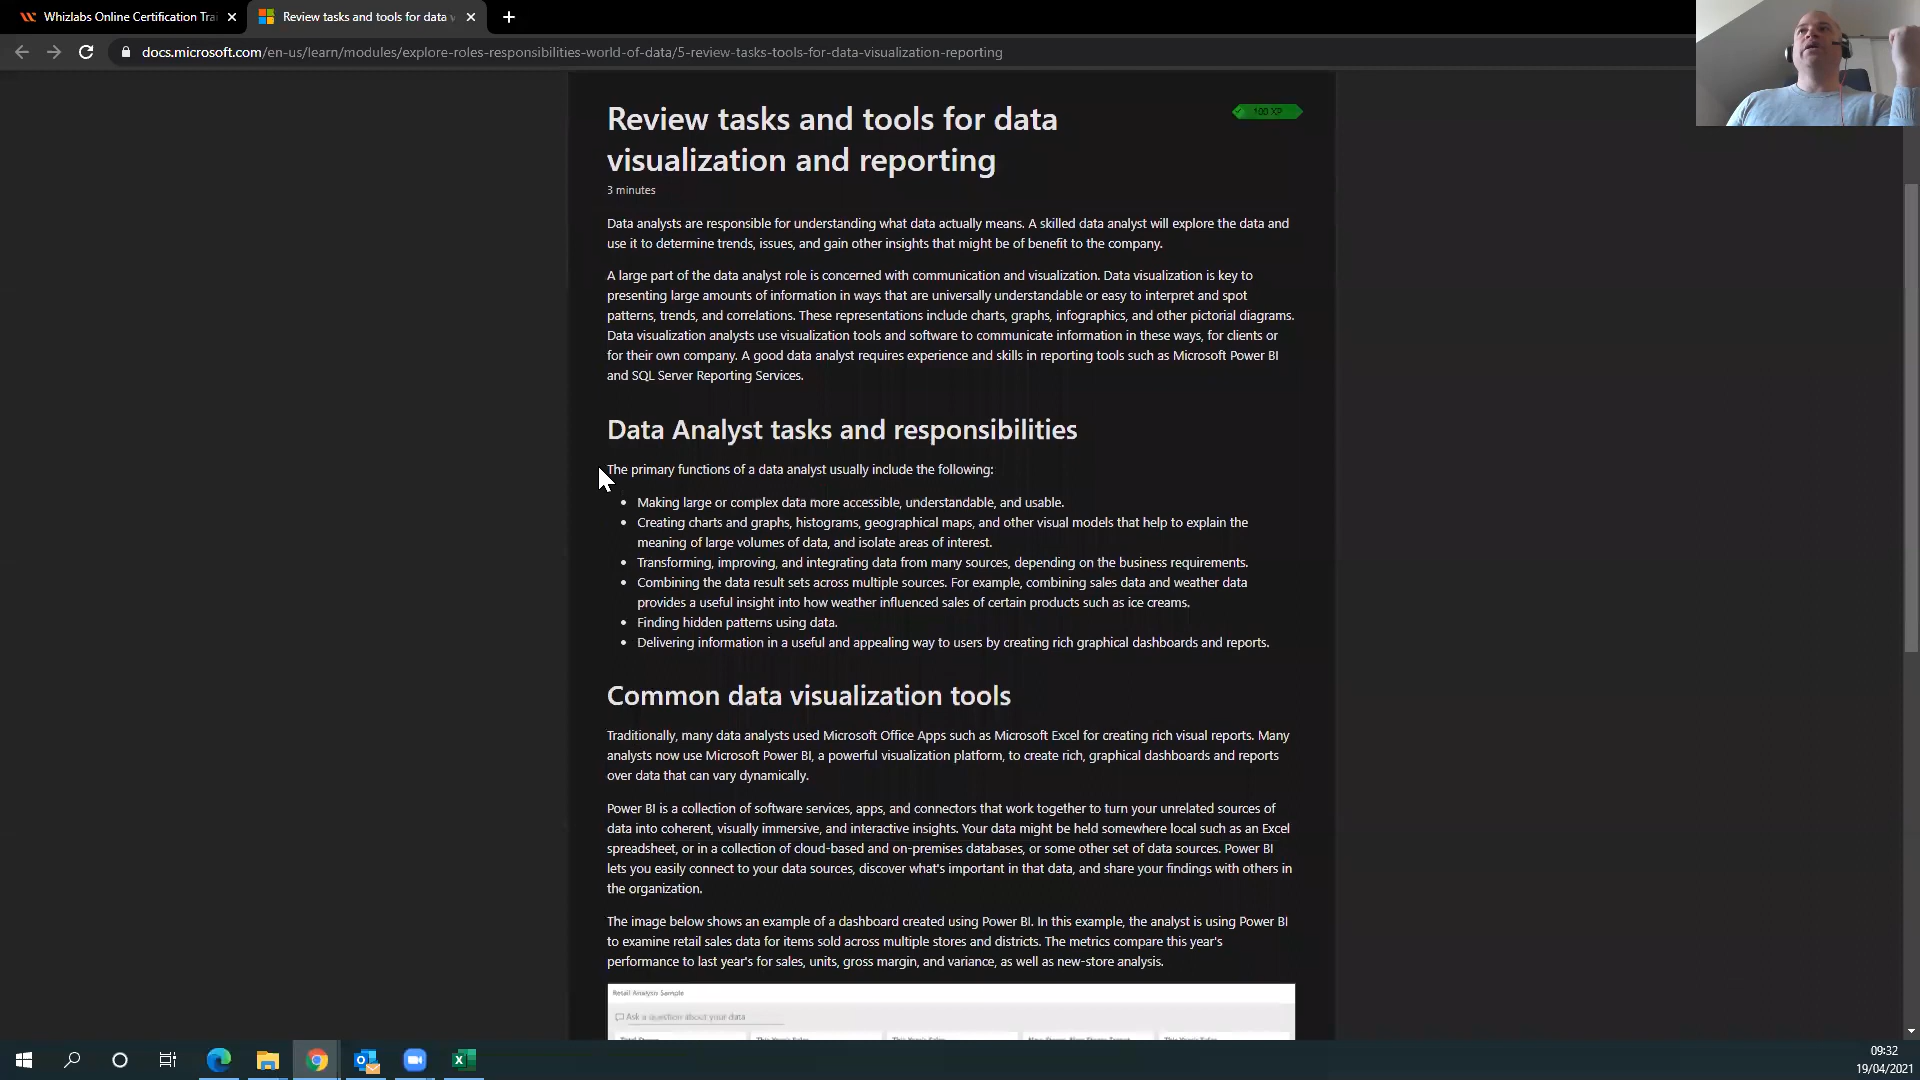 Whizlabs Online Certification Trai
Review tasks and tools for data v
docs.microsoft.com/en-us/learn/modules/explore-roles-responsibilities-world-of-data/5-review-tasks-tools-for-data-visualization-reporting
Review tasks and tools for data
visualization and reporting
100 XP
3 minutes
Data analysts are responsible for understanding what data actually means. A skilled data analyst will explore the data and
use it to determine trends, issues, and gain other insights that might be of benefit to the company.
A large part of the data analyst role is concerned with communication and visualization. Data visualization is key to
presenting large amounts of information in ways that are universally understandable or easy to interpret and spot
patterns, trends, and correlations. These representations include charts, graphs, infographics, and other pictorial diagrams.
Data visualization analysts use visualization tools and software to communicate information in these ways, for clients or
for their own company. A good data analyst requires experience and skills in reporting tools such as Microsoft Power BI
and SQL Server Reporting Services.
Data Analyst tasks and responsibilities
The primary functions of a data analyst usually include the following:
• Making large or complex data more accessible, understandable, and usable.
• Creating charts and graphs, histograms, geographical maps, and other visual models that help to explain the
meaning of large volumes of data, and isolate areas of interest.
• Transforming, improving, and integrating data from many sources, depending on the business requirements.
• Combining the data result sets across multiple sources. For example, combining sales data and weather data
provides a useful insight into how weather influenced sales of certain products such as ice creams.
• Finding hidden patterns using data.
• Delivering information in a useful and appealing way to users by creating rich graphical dashboards and reports.
Common data visualization tools
Traditionally, many data analysts used Microsoft Office Apps such as Microsoft Excel for creating rich visual reports. Many
analysts now use Microsoft Power BI, a powerful visualization platform, to create rich, graphical dashboards and reports
over data that can vary dynamically.
Power BI is a collection of software services, apps, and connectors that work together to turn your unrelated sources of
data into coherent, visually immersive, and interactive insights. Your data might be held somewhere local such as an Excel
spreadsheet, or in a collection of cloud-based and on-premises databases, or some other set of data sources. Power BI
lets you easily connect to your data sources, discover what's important in that data, and share your findings with others in
the organization.
The image below shows an example of a dashboard created using Power BI. In this example, the analyst is using Power BI
to examine retail sales data for items sold across multiple stores and districts. The metrics compare this year's
performance to last year's for sales, units, gross margin, and variance, as well as new-store analysis.
Retail Analysis Sample
Ask a question about your data
09:32
19/04/2021